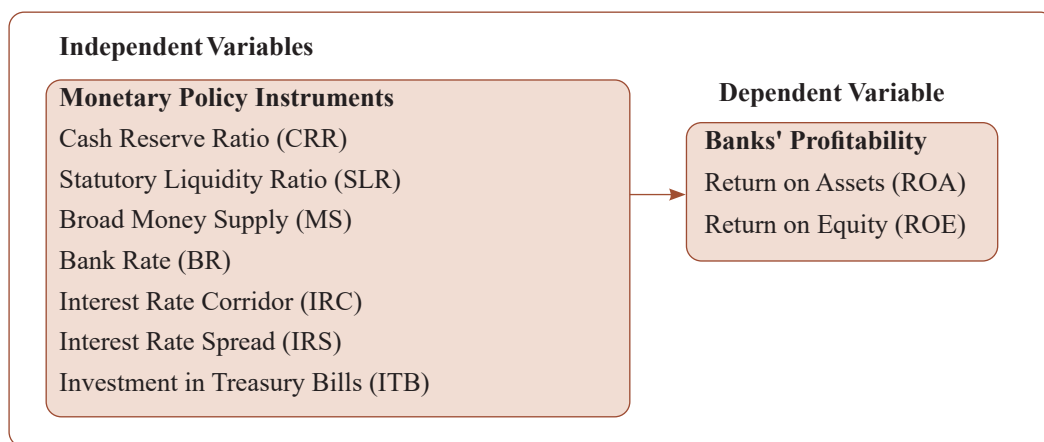 Independent Variables
Monetary Policy Instruments
Cash Reserve Ratio (CRR)
Statutory Liquidity Ratio (SLR)
Broad Money Supply (MS)
Bank Rate (BR)
Interest Rate Corridor (IRC)
Interest Rate Spread (IRS)
Investment in Treasury Bills (ITB)
Dependent Variable
Banks' Profitability
Return on Assets (ROA)
Return on Equity (ROE)